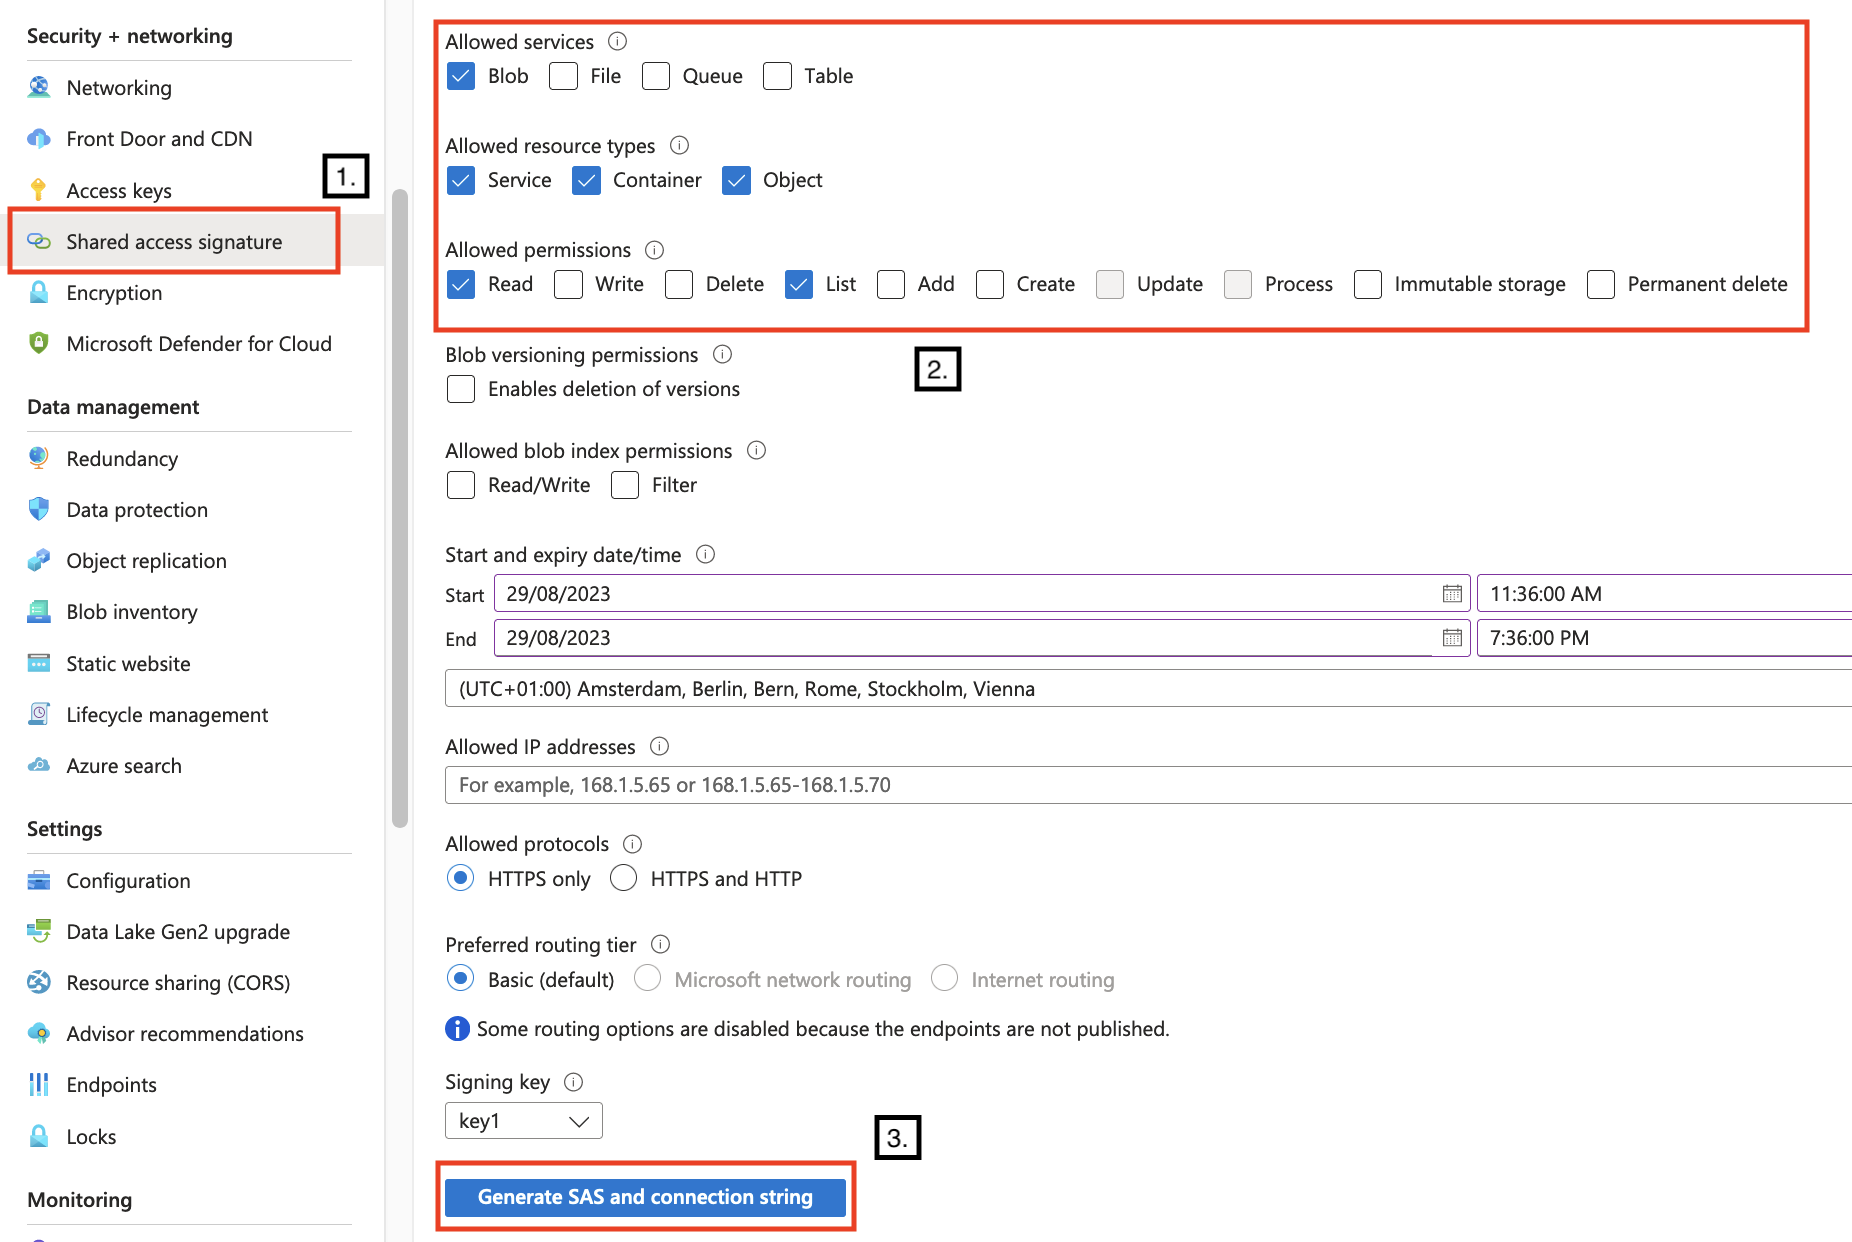 Security + networking
Networking
Front Door and CDN
Access keys
1.
Shared access signature
Encryption
Microsoft Defender for Cloud
Data management
Redundancy
Data protection
Object replication
Blob inventory
Static website
Lifecycle management
Azure search
Settings
Configuration
Data Lake Gen2 upgrade
Resource sharing (CORS)
Advisor recommendations
Endpoints
Locks
Monitoring
Allowed services
Blob File Queue Table
Allowed resource types
Service Container Object
Allowed permissions
Read Write Delete List Add Create Update Process Immutable storage Permanent delete
2.
Blob versioning permissions
Enables deletion of versions
Allowed blob index permissions
Read/Write Filter
Start and expiry date/time
Start 29/08/2023 11:36:00 AM
End 29/08/2023 7:36:00 PM
(UTC+01:00) Amsterdam, Berlin, Bern, Rome, Stockholm, Vienna
Allowed IP addresses
For example, 168.1.5.65 or 168.1.5.65-168.1.5.70
Allowed protocols
HTTPS only HTTPS and HTTP
Preferred routing tier
Basic (default) Microsoft network routing Internet routing
Some routing options are disabled because the endpoints are not published.
Signing key
key1
3.
Generate SAS and connection string